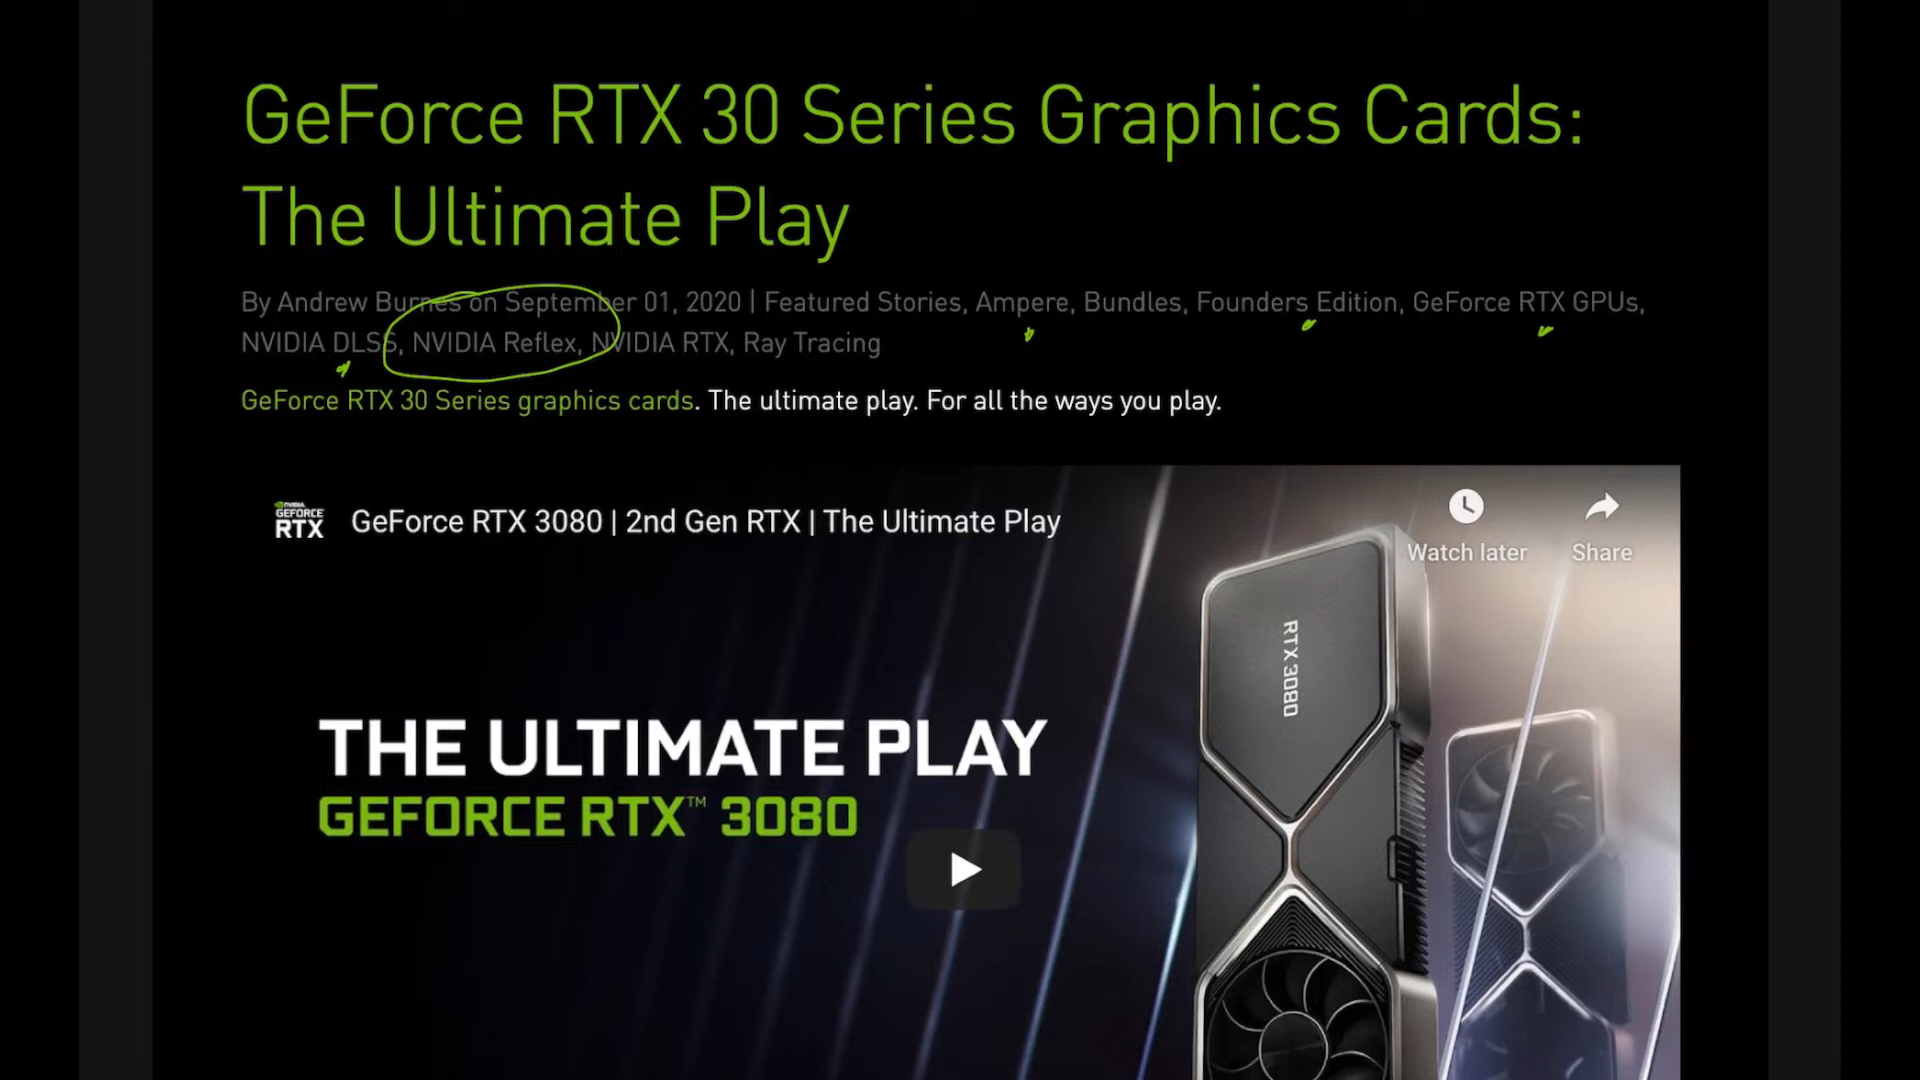 GeForce RTX 30 Series Graphics Cards:
The Ultimate Play
By Andrew Burnes on September 01, 2020 | Featured Stories, Ampere, Bundles, Founders Edition, GeForce RTX GPUs,
NVIDIA DLSS, NVIDIA Reflex, NVIDIA RTX, Ray Tracing
GeForce RTX 30 Series graphics cards. The ultimate play. For all the ways you play.
NVIDIA
GEFORCE
RTX
GeForce RTX 3080 | 2nd Gen RTX | The Ultimate Play
Watch later
Share
RTX 3080
THE ULTIMATE PLAY
GEFORCE RTX™ 3080